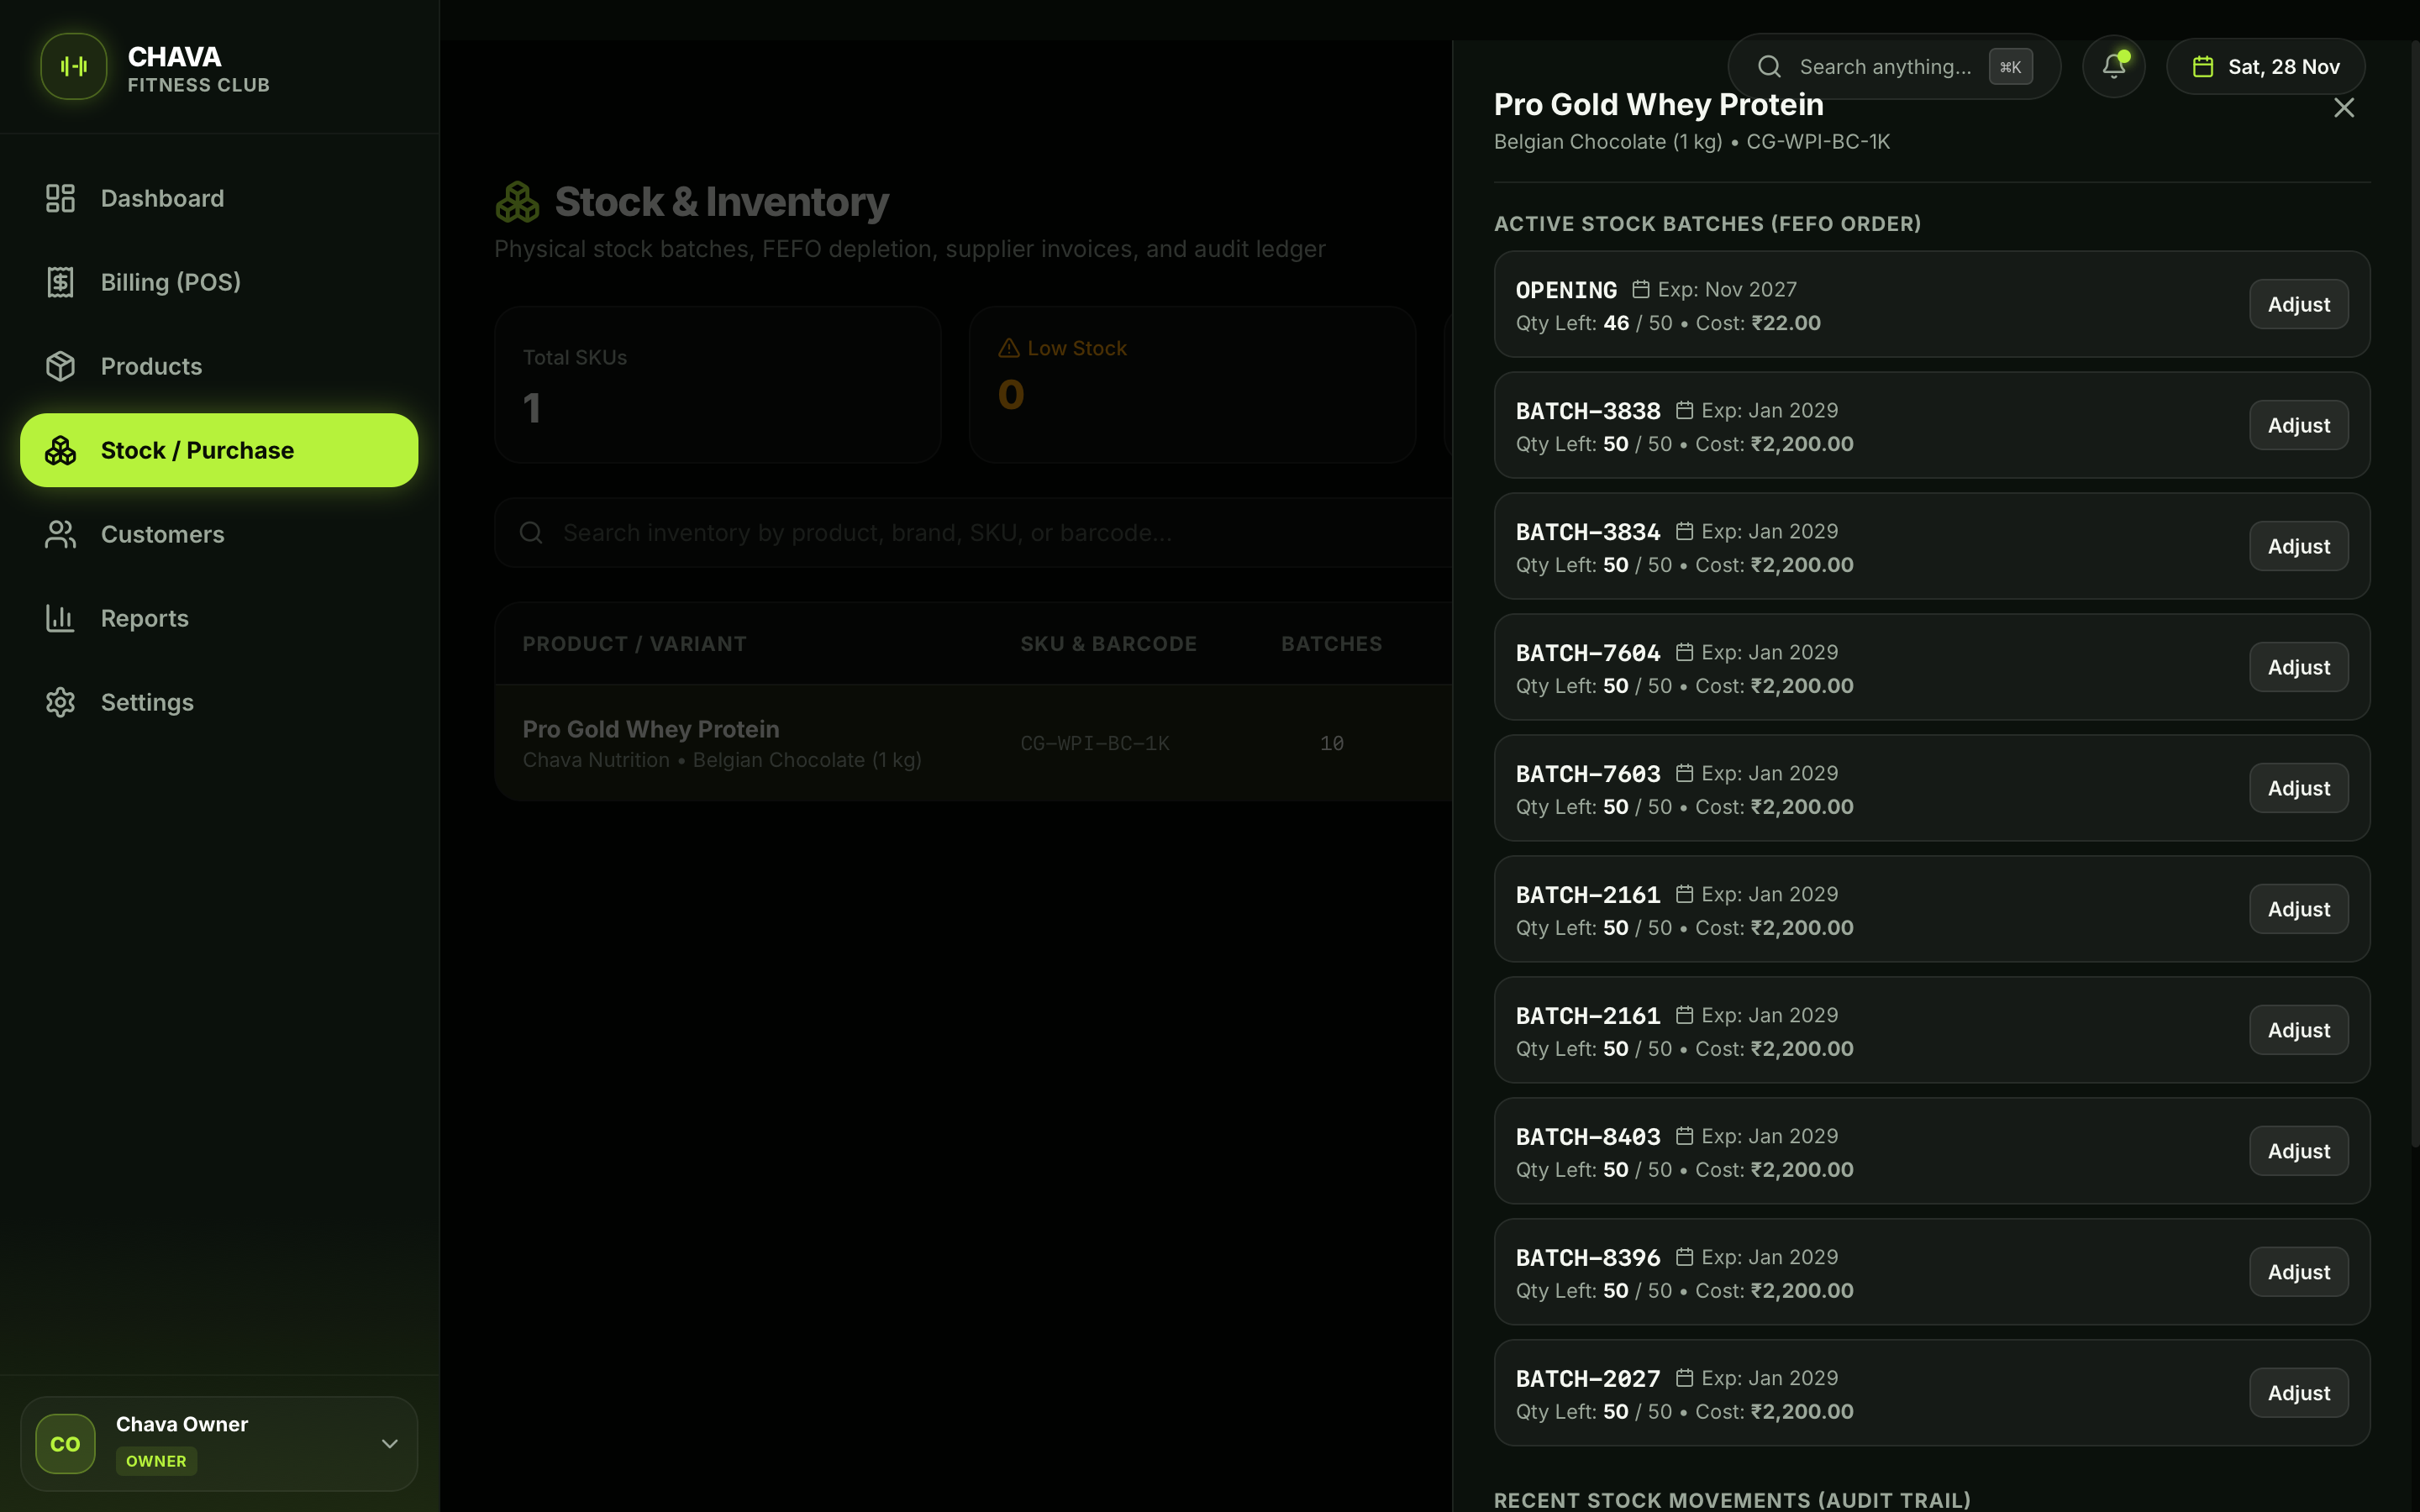 CHAVA
FITNESS CLUB
Dashboard
Billing (POS)
Products
Stock / Purchase
Customers
Reports
Settings
CO
Chava Owner
OWNER
Stock & Inventory
Physical stock batches, FEFO depletion, supplier invoices, and audit ledger
Total SKUs
1
Low Stock
0
Search inventory by product, brand, SKU, or barcode...
PRODUCT / VARIANT SKU & BARCODE BATCHES
Pro Gold Whey Protein
Chava Nutrition • Belgian Chocolate (1 kg)
CG-WPI-BC-1K
10
Search anything... ⌘K
Sat, 28 Nov
Pro Gold Whey Protein
Belgian Chocolate (1 kg) • CG-WPI-BC-1K
ACTIVE STOCK BATCHES (FEFO ORDER)
OPENING Exp: Nov 2027
Qty Left: 46 / 50 • Cost: ₹22.00
Adjust
BATCH-3838 Exp: Jan 2029
Qty Left: 50 / 50 • Cost: ₹2,200.00
Adjust
BATCH-3834 Exp: Jan 2029
Qty Left: 50 / 50 • Cost: ₹2,200.00
Adjust
BATCH-7604 Exp: Jan 2029
Qty Left: 50 / 50 • Cost: ₹2,200.00
Adjust
BATCH-7603 Exp: Jan 2029
Qty Left: 50 / 50 • Cost: ₹2,200.00
Adjust
BATCH-2161 Exp: Jan 2029
Qty Left: 50 / 50 • Cost: ₹2,200.00
Adjust
BATCH-2161 Exp: Jan 2029
Qty Left: 50 / 50 • Cost: ₹2,200.00
Adjust
BATCH-8403 Exp: Jan 2029
Qty Left: 50 / 50 • Cost: ₹2,200.00
Adjust
BATCH-8396 Exp: Jan 2029
Qty Left: 50 / 50 • Cost: ₹2,200.00
Adjust
BATCH-2027 Exp: Jan 2029
Qty Left: 50 / 50 • Cost: ₹2,200.00
Adjust
RECENT STOCK MOVEMENTS (AUDIT TRAIL)